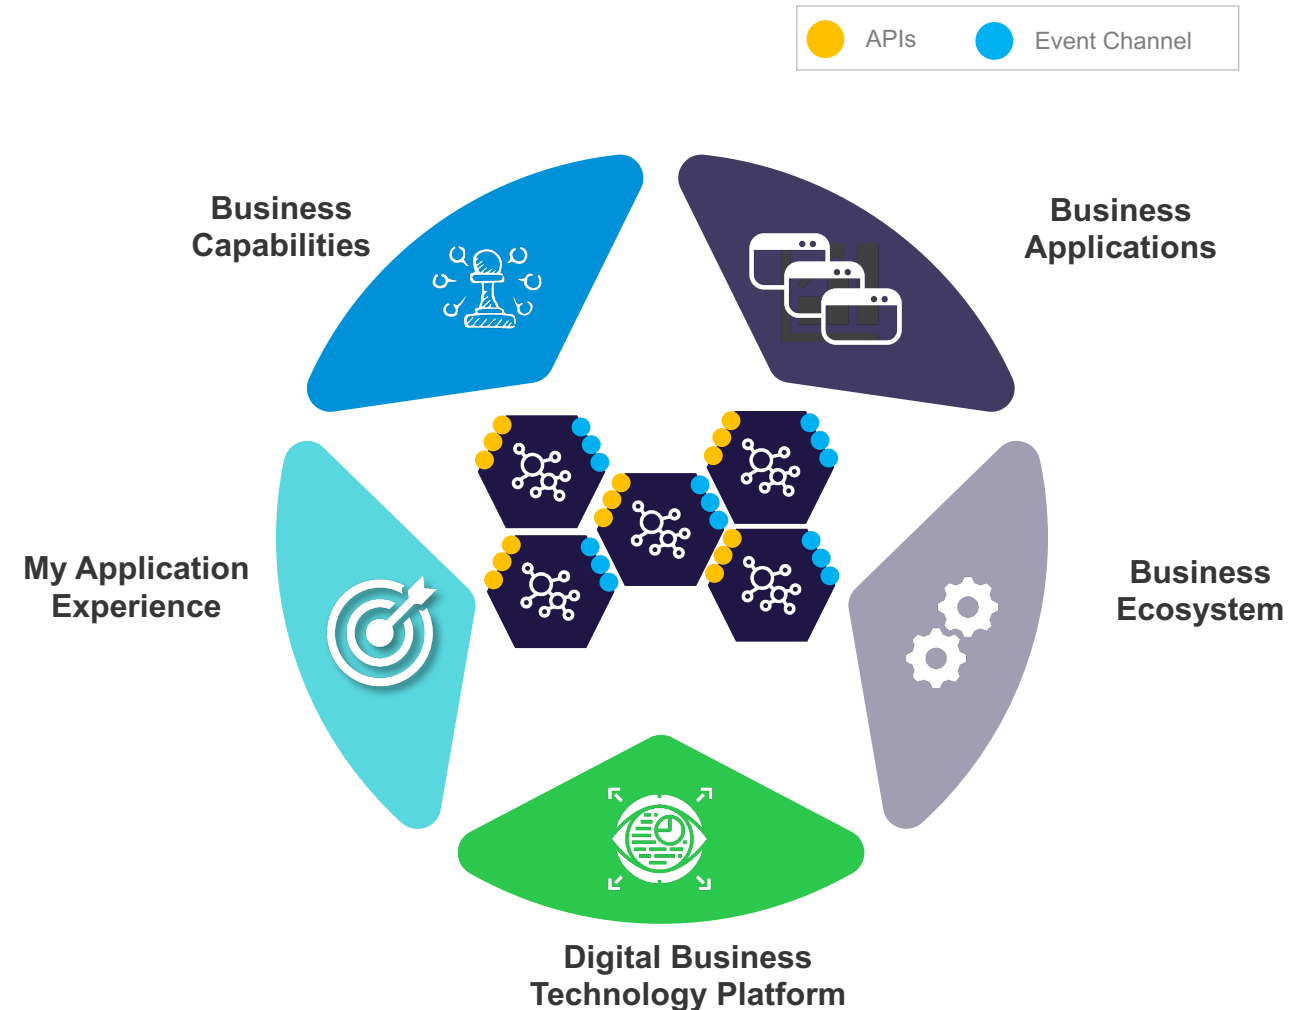 APIs
Event Channel
Business
Capabilities
Business
Applications
My Application
Experience
Business
Ecosystem
Digital Business
Technology Platform